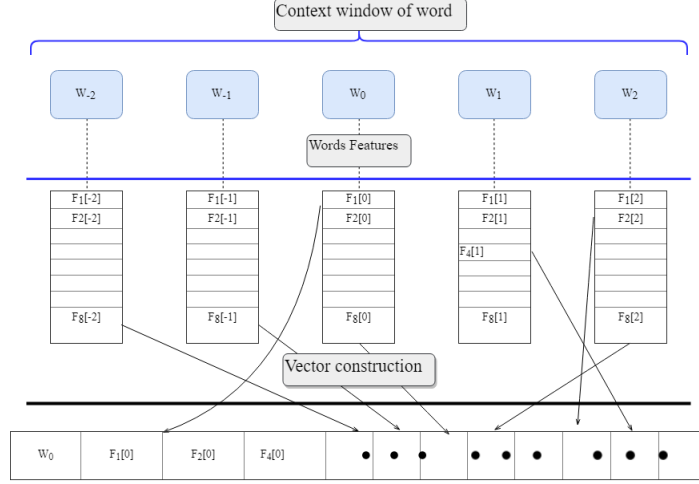 Context window of word
W-2 W-1 W0 W1 W2
Words Features
F1[-2] F1[-1] F1[0] F1[1] F1[2]
F2[-2] F2[-1] F2[0] F2[1] F2[2]
F4[1]
F8[-2] F8[-1] F8[0] F8[1] F8[2]
Vector construction
W0 F1[0] F2[0] F4[0]